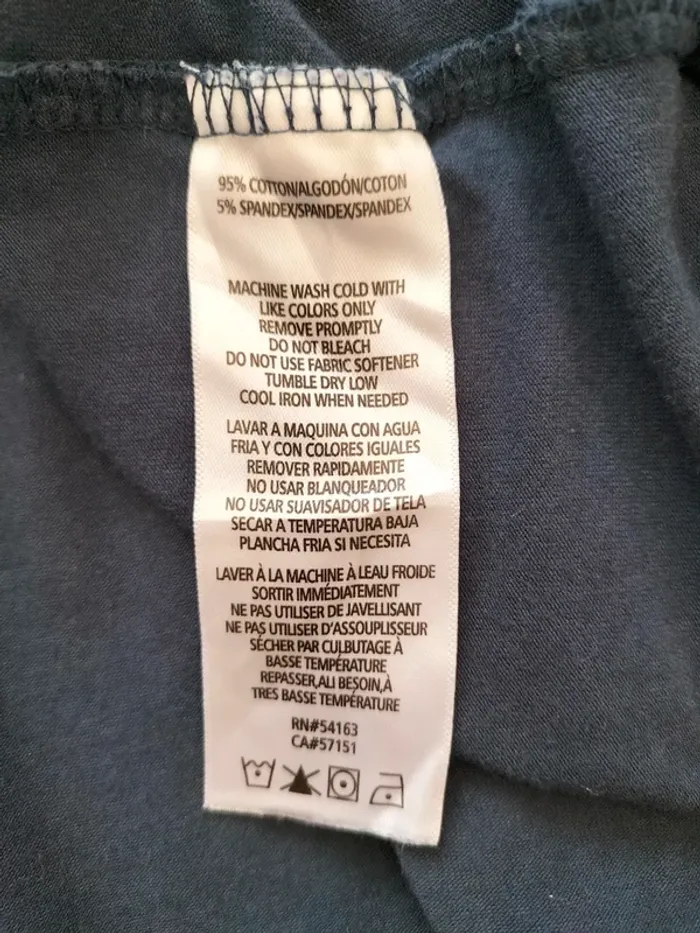 95% COTTON/ALGODÓN/COTON
5% SPANDEX/SPANDEX/SPANDEX
MACHINE WASH COLD WITH
LIKE COLORS ONLY
REMOVE PROMPTLY
DO NOT BLEACH
DO NOT USE FABRIC SOFTENER
TUMBLE DRY LOW
COOL IRON WHEN NEEDED
LAVAR A MAQUINA CON AGUA
FRIA Y CON COLORES IGUALES
REMOVER RAPIDAMENTE
NO USAR BLANQUEADOR
NO USAR SUAVISADOR DE TELA
SECAR A TEMPERATURA BAJA
PLANCHA FRIA SI NECESITA
LAVER À LA MACHINE À LEAU FROIDE
SORTIR IMMÉDIATEMENT
NE PAS UTILISER DE JAVELLISANT
NE PAS UTILISER D'ASSOUPLISSEUR
SÉCHER PAR CULBUTAGE À
BASSE TEMPÉRATURE
REPASSER,ALI BESOIN,À
TRES BASSE TEMPÉRATURE
RN#54163
CA#57151